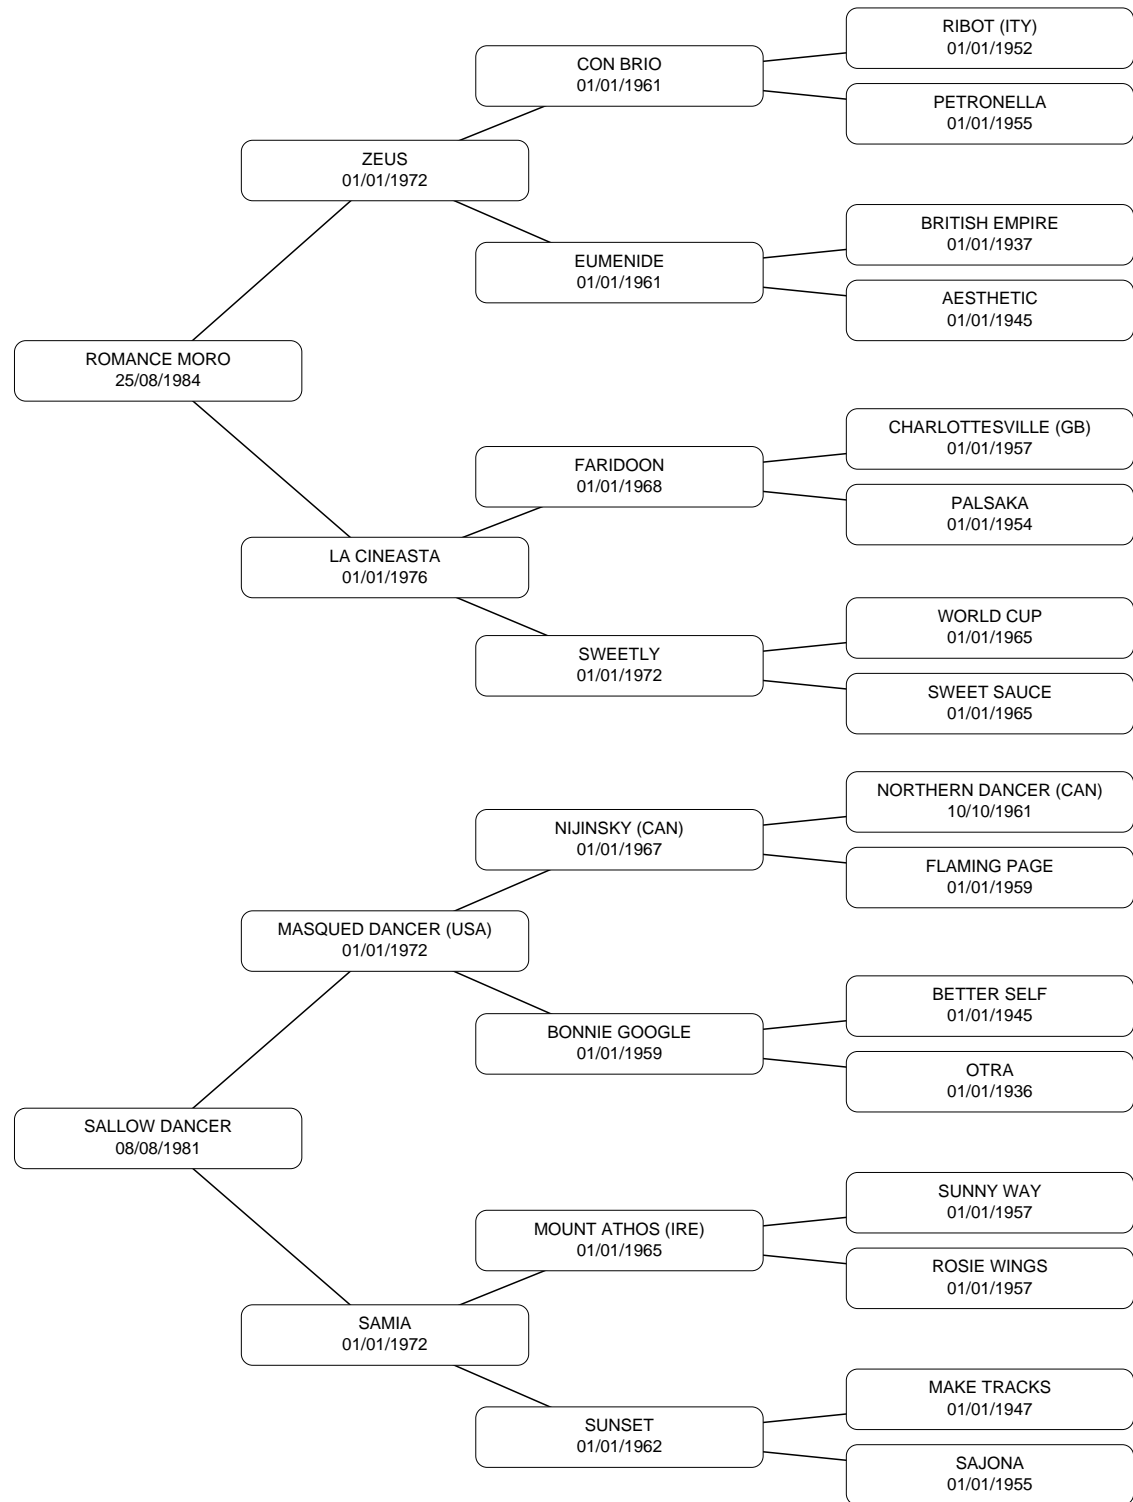 RIBOT (ITY)
01/01/1952
CON BRIO
01/01/1961
PETRONELLA
01/01/1955
ZEUS
01/01/1972
BRITISH EMPIRE
01/01/1937
EUMENIDE
01/01/1961
AESTHETIC
01/01/1945
ROMANCE MORO
25/08/1984
CHARLOTTESVILLE (GB)
01/01/1957
FARIDOON
01/01/1968
PALSAKA
01/01/1954
LA CINEASTA
01/01/1976
WORLD CUP
01/01/1965
SWEETLY
01/01/1972
SWEET SAUCE
01/01/1965
NORTHERN DANCER (CAN)
10/10/1961
NIJINSKY (CAN)
01/01/1967
FLAMING PAGE
01/01/1959
MASQUED DANCER (USA)
01/01/1972
BETTER SELF
01/01/1945
BONNIE GOOGLE
01/01/1959
OTRA
01/01/1936
SALLOW DANCER
08/08/1981
SUNNY WAY
01/01/1957
MOUNT ATHOS (IRE)
01/01/1965
ROSIE WINGS
01/01/1957
SAMIA
01/01/1972
MAKE TRACKS
01/01/1947
SUNSET
01/01/1962
SAJONA
01/01/1955